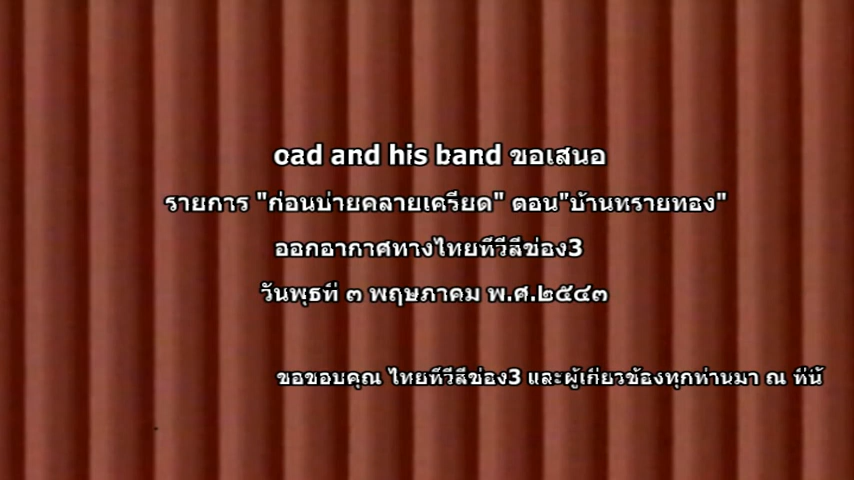 oad and his band ขอเสนอ
รายการ "ก่อนบ่ายคลายเครียด" ตอน"บ้านทรายทอง"
ออกอากาศทางไทยทีวีสีช่อง3
วันพุธที่ ๓ พฤษภาคม พ.ศ.๒๕๔๓
ขอขอบคุณ ไทยทีวีสีช่อง3 และผู้เกี่ยวข้องทุกท่านมา ณ ที่นี้